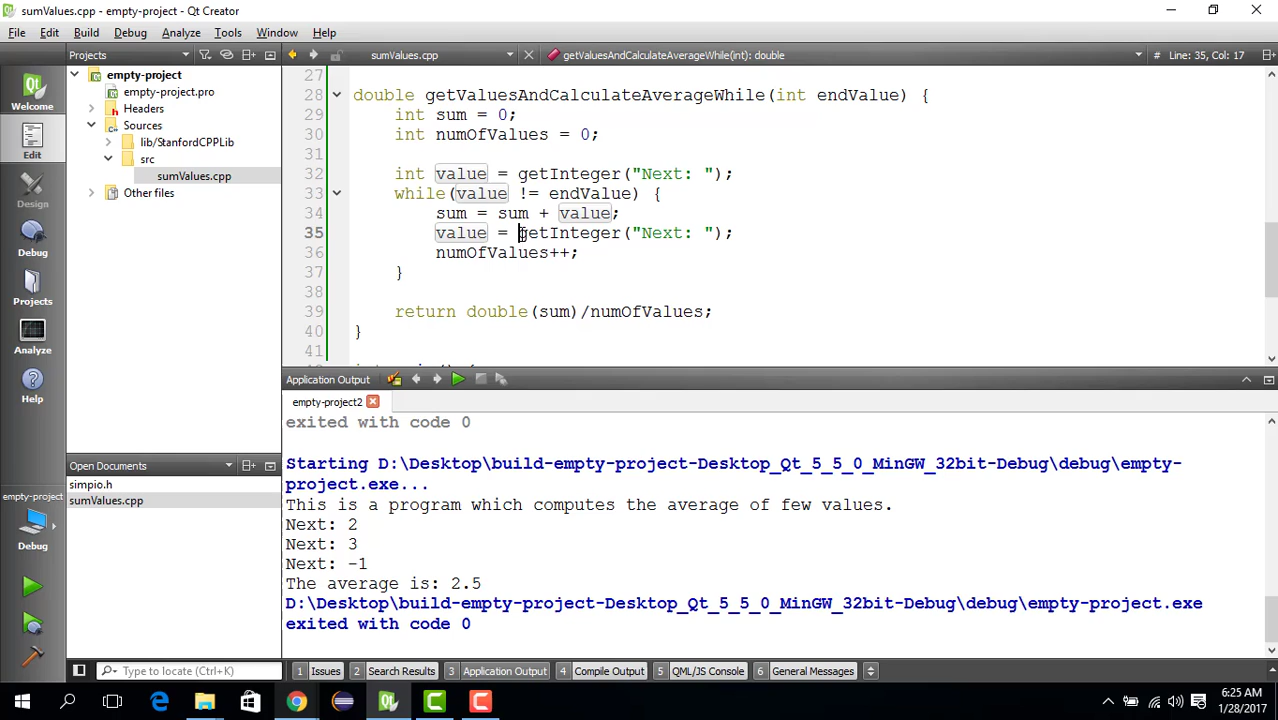 sumValues.cpp - empty-project - Qt Creator
File Edit Build Debug Analyze Tools Window Help
Projects
sumValues.cpp
getValuesAndCalculateAverageWhile(int): double
# Line: 35, Col: 17
Welcome
Edit
Design
Debug
Projects
Analyze
Help
empty-project
Debug
empty-project
empty-project.pro
Headers
Sources
lib/StanfordCPPLib
src
sumValues.cpp
Other files
Open Documents
simpio.h
sumValues.cpp
27
28 double getValuesAndCalculateAverageWhile(int endValue) {
29 int sum = 0;
30 int numOfValues = 0;
31
32 int value = getInteger("Next: ");
33 while(value != endValue) {
34 sum = sum + value;
35 value = getInteger("Next: ");
36 numOfValues++;
37 }
38
39 return double(sum)/numOfValues;
40 }
41
Application Output
empty-project2
exited with code 0
Starting D:\Desktop\build-empty-project-Desktop_Qt_5_5_0_MinGW_32bit-Debug\debug\empty-
project.exe...
This is a program which computes the average of few values.
Next: 2
Next: 3
Next: -1
The average is: 2.5
D:\Desktop\build-empty-project-Desktop_Qt_5_5_0_MinGW_32bit-Debug\debug\empty-project.exe
exited with code 0
Type to locate (Ctrl+K)
1 Issues 2 Search Results 3 Application Output 4 Compile Output 5 QML/JS Console 6 General Messages
6:25 AM
1/28/2017